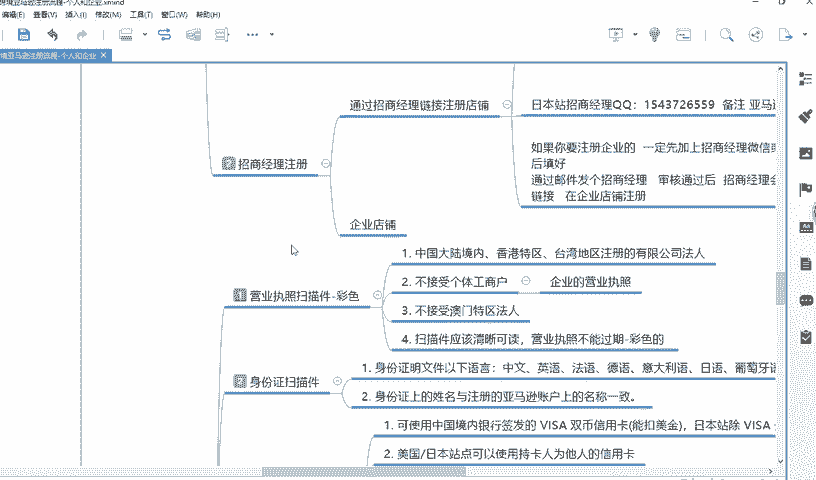 境亚马逊注册流程-个人和企业.xmind
编辑(E) 查看(V) 插入(I) 修改(M) 工具(T) 窗口(W) 帮助(H)
境亚马逊注册流程-个人和企业
通过招商经理链接注册店铺
日本站招商经理QQ：1543726559 备注 亚马
招商经理注册
如果你要注册企业的 一定先加上招商经理微信
后填好
通过邮件发个招商经理 审核通过后 招商经理会
链接 在企业店铺注册
企业店铺
1. 中国大陆境内、香港特区、台湾地区注册的有限公司法人
营业执照扫描件-彩色
2. 不接受个体工商户
企业的营业执照
3. 不接受澳门特区法人
4. 扫描件应该清晰可读，营业执照不能过期-彩色的
身份证扫描件
1. 身份证明文件以下语言：中文、英语、法语、德语、意大利语、日语、葡萄牙
2. 身份证上的姓名与注册的亚马逊账户上的名称一致。
1. 可使用中国境内银行签发的 VISA 双币信用卡(能扣美金)，日本站除 VISA
2. 美国/日本站点可以使用持卡人为他人的信用卡